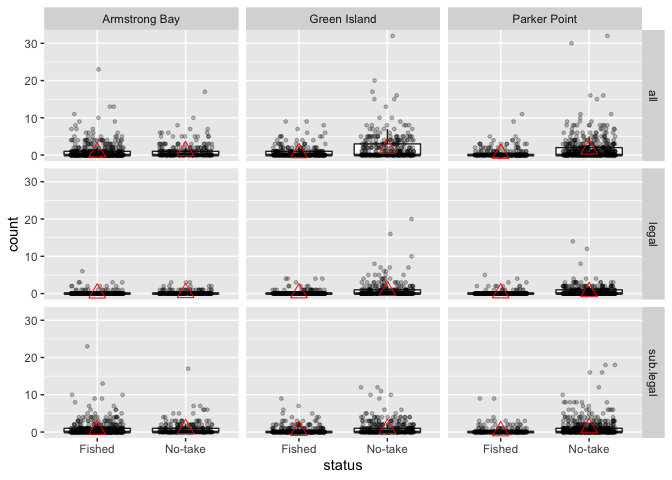 Armstrong Bay Green Island Parker Point
30
20
10
0
all
30
20
10
0
legal
30
20
10
0
sub.legal
count
Fished No-take Fished No-take Fished No-take
status